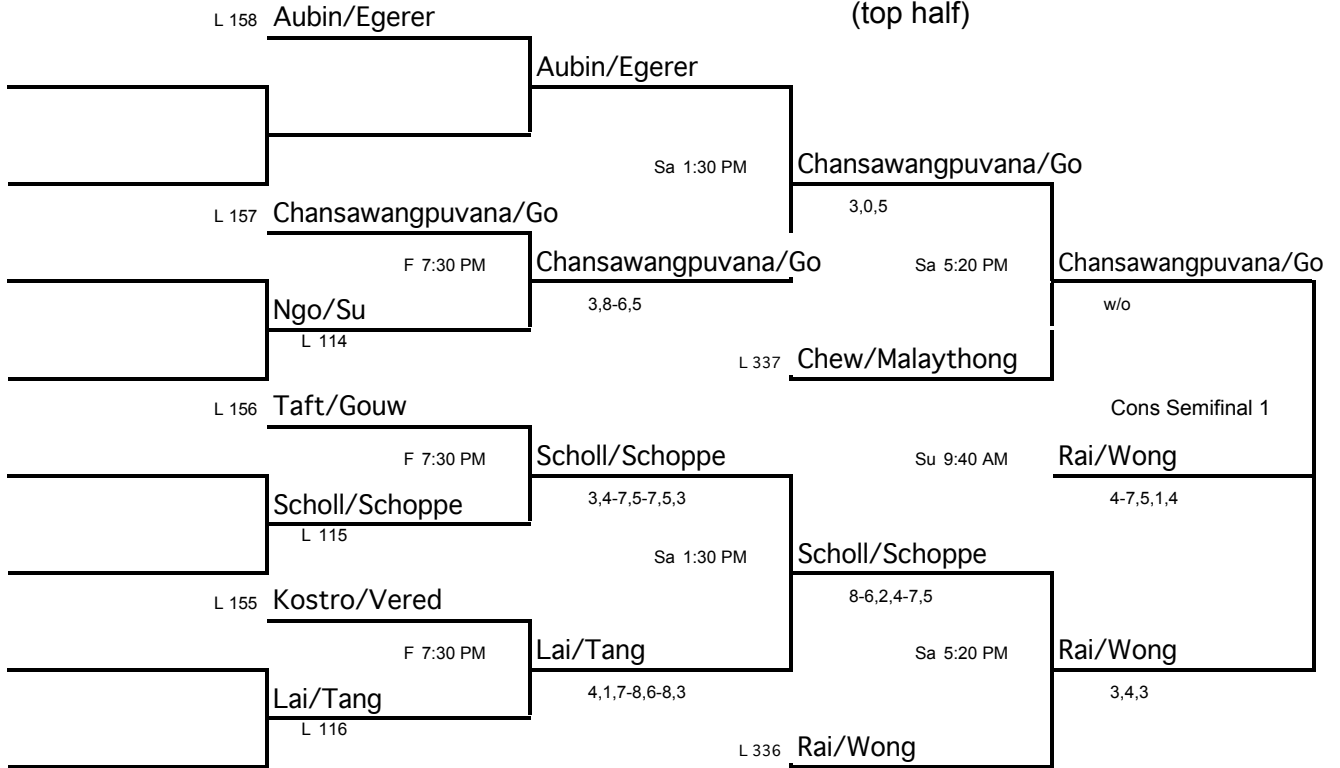 (top half)
L 158 Aubin/Egerer
Aubin/Egerer
Sa 1:30 PM Chansawangpuvana/Go
3,0,5
L 157 Chansawangpuvana/Go
F 7:30 PM Chansawangpuvana/Go Sa 5:20 PM Chansawangpuvana/Go
Ngo/Su 3,8-6,5 w/o
L 114
L 337 Chew/Malaythong
L 156 Taft/Gouw Cons Semifinal 1
F 7:30 PM Scholl/Schoppe Su 9:40 AM Rai/Wong
Scholl/Schoppe 3,4-7,5-7,5,3 4-7,5,1,4
L 115
Sa 1:30 PM Scholl/Schoppe
L 155 Kostro/Vered 8-6,2,4-7,5
F 7:30 PM Lai/Tang Sa 5:20 PM Rai/Wong
Lai/Tang 4,1,7-8,6-8,3 3,4,3
L 116
L 336 Rai/Wong